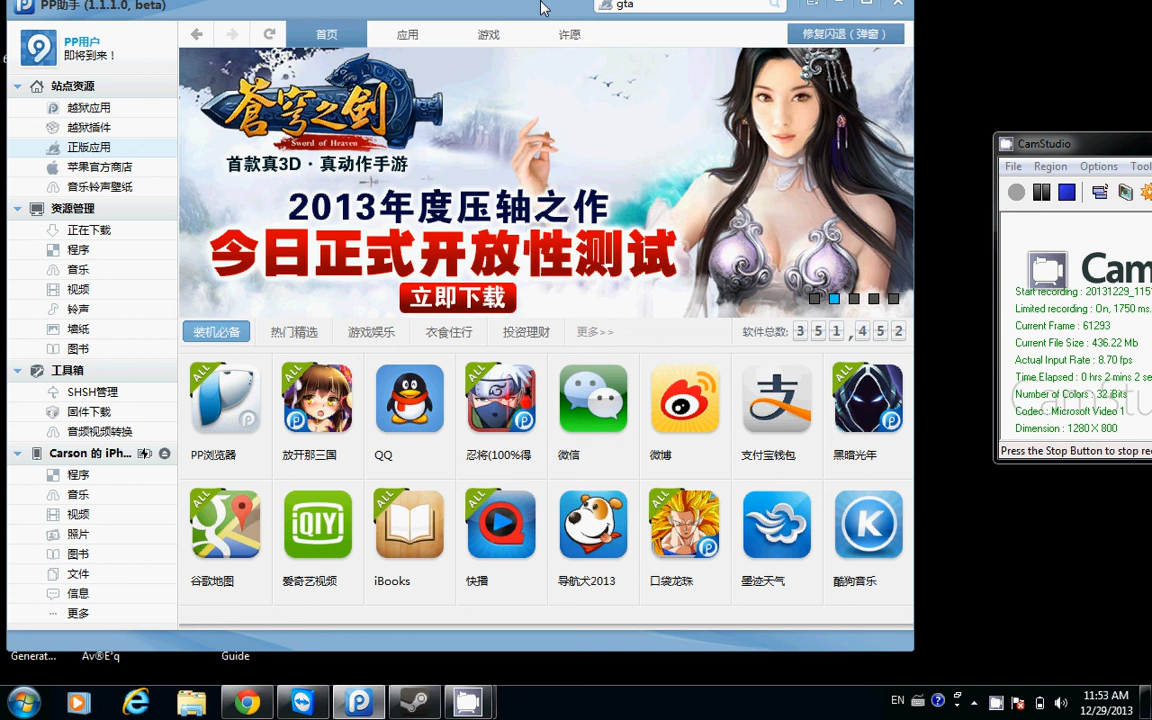 PP助手 (1.1.1.0, beta)
gta
PP用户
即将到来！
首页
应用
游戏
许愿
修复闪退（弹窗）
站点资源
越狱应用
越狱插件
正版应用
苹果官方商店
音乐铃声壁纸
资源管理
正在下载
程序
音乐
视频
铃声
墙纸
图书
工具箱
SHSH管理
固件下载
音频视频转换
Carson 的 iPh...
程序
音乐
视频
照片
图书
文件
信息
更多
苍穹之剑
Sword of Heaven
首款真3D·真动作手游
2013年度压轴之作
今日正式开放性测试
立即下载
装机必备
热门精选
游戏娱乐
衣食住行
投资理财
更多>>
软件总数: 351,452
ALL
ALL
ALL
ALL
PP浏览器
放开那三国
QQ
忍将(100%得
微信
微博
支付宝钱包
黑暗光年
ALL
iQIYI
ALL
ALL
ALL
K
谷歌地图
爱奇艺视频
iBooks
快播
导航犬2013
口袋龙珠
墨迹天气
酷狗音乐
CamStudio
File Region Options Tool
Cam
Start recording : 20131229_115
Limited recording : On, 1750 ms.
Current Frame : 61293
Current File Size : 436.22 Mb
Actual Input Rate : 8.70 fps
Time Elapsed : 0 hrs 2 mins 2 se
Number of Colors : 32 Bits
Codec : Microsoft Video 1
Dimension : 1280 X 800
Press the Stop Button to stop rec
Generat...
Guide
EN
11:53 AM
12/29/2013